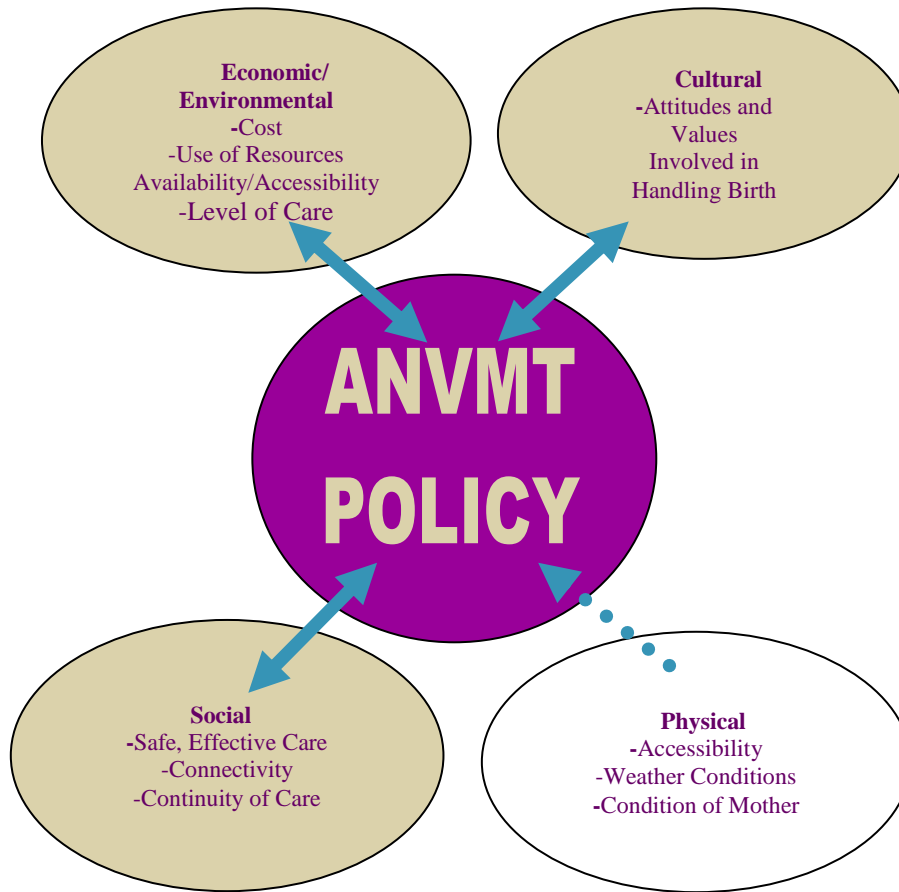 Economic/
Environmental
-Cost
-Use of Resources
Availability/Accessibility
-Level of Care
Cultural
-Attitudes and
Values
Involved in
Handling Birth
ANVMT
POLICY
Social
-Safe, Effective Care
-Connectivity
-Continuity of Care
Physical
-Accessibility
-Weather Conditions
-Condition of Mother